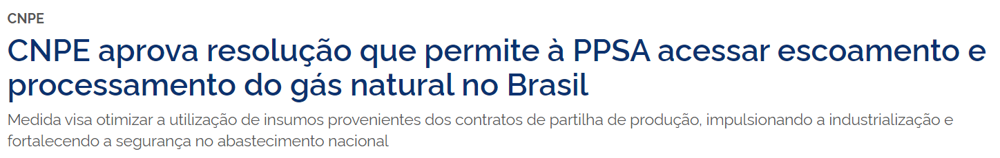 CNPE
CNPE aprova resolução que permite à PPSA acessar escoamento e
processamento do gás natural no Brasil
Medida visa otimizar a utilização de insumos provenientes dos contratos de partilha de produção, impulsionando a industrialização e
fortalecendo a segurança no abastecimento nacional